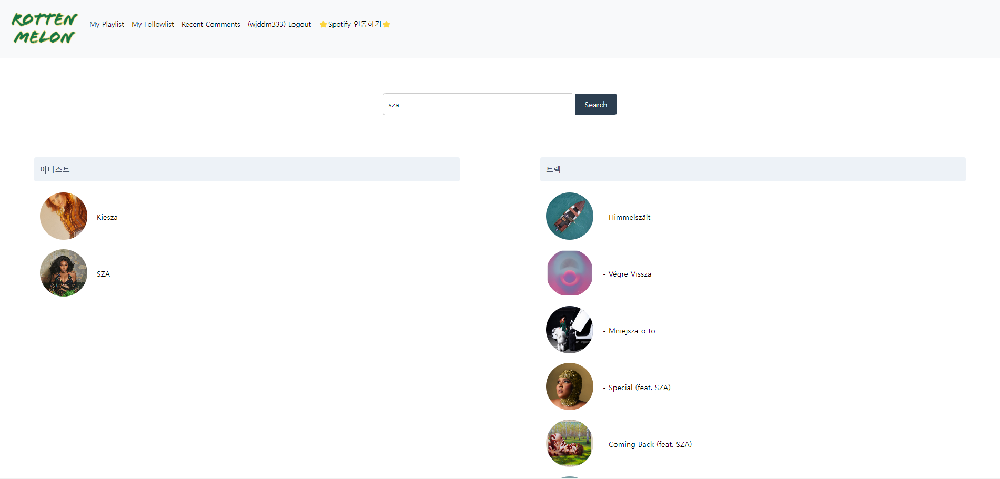 ROTTEN
MELON
My Playlist My Followlist Recent Comments (wjddm333) Logout ⭐Spotify 연동하기⭐
sza Search
아티스트
Kiesza
SZA
트랙
- Himmelszált
- Végre Vissza
- Mniejsza o to
- Special (feat. SZA)
- Coming Back (feat. SZA)